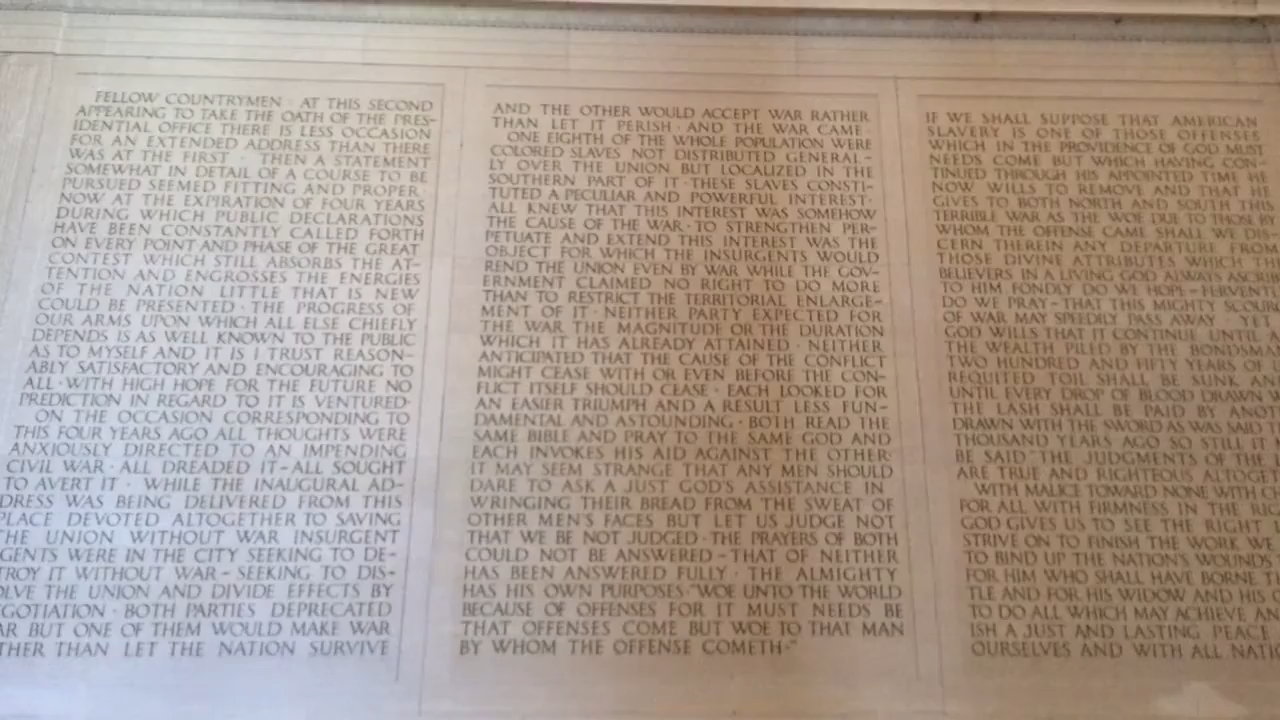 FELLOW COUNTRYMEN · AT THIS SECOND
APPEARING TO TAKE THE OATH OF THE PRES-
IDENTIAL OFFICE THERE IS LESS OCCASION
FOR AN EXTENDED ADDRESS THAN THERE
WAS AT THE FIRST · THEN A STATEMENT
SOMEWHAT IN DETAIL OF A COURSE TO BE
PURSUED SEEMED FITTING AND PROPER·
NOW AT THE EXPIRATION OF FOUR YEARS
DURING WHICH PUBLIC DECLARATIONS
HAVE BEEN CONSTANTLY CALLED FORTH
ON EVERY POINT AND PHASE OF THE GREAT
CONTEST WHICH STILL ABSORBS THE AT-
TENTION AND ENGROSSES THE ENERGIES
OF THE NATION LITTLE THAT IS NEW
COULD BE PRESENTED · THE PROGRESS OF
OUR ARMS UPON WHICH ALL ELSE CHIEFLY
DEPENDS IS AS WELL KNOWN TO THE PUBLIC
AS TO MYSELF AND IT IS I TRUST REASON-
ABLY SATISFACTORY AND ENCOURAGING TO
ALL · WITH HIGH HOPE FOR THE FUTURE NO
PREDICTION IN REGARD TO IT IS VENTURED·
ON THE OCCASION CORRESPONDING TO
THIS FOUR YEARS AGO ALL THOUGHTS WERE
ANXIOUSLY DIRECTED TO AN IMPENDING
CIVIL WAR · ALL DREADED IT - ALL SOUGHT
TO AVERT IT · WHILE THE INAUGURAL AD-
DRESS WAS BEING DELIVERED FROM THIS
PLACE DEVOTED ALTOGETHER TO SAVING
THE UNION WITHOUT WAR INSURGENT
GENTS WERE IN THE CITY SEEKING TO DE-
TROY IT WITHOUT WAR - SEEKING TO DIS-
OLVE THE UNION AND DIVIDE EFFECTS BY
GOTIATION · BOTH PARTIES DEPRECATED
AR BUT ONE OF THEM WOULD MAKE WAR
THER THAN LET THE NATION SURVIVE
AND THE OTHER WOULD ACCEPT WAR RATHER
THAN LET IT PERISH · AND THE WAR CAME·
ONE EIGHTH OF THE WHOLE POPULATION WERE
COLORED SLAVES NOT DISTRIBUTED GENERAL-
LY OVER THE UNION BUT LOCALIZED IN THE
SOUTHERN PART OF IT · THESE SLAVES CONSTI-
TUTED A PECULIAR AND POWERFUL INTEREST·
ALL KNEW THAT THIS INTEREST WAS SOMEHOW
THE CAUSE OF THE WAR · TO STRENGTHEN PER-
PETUATE AND EXTEND THIS INTEREST WAS THE
OBJECT FOR WHICH THE INSURGENTS WOULD
REND THE UNION EVEN BY WAR WHILE THE GOV-
ERNMENT CLAIMED NO RIGHT TO DO MORE
THAN TO RESTRICT THE TERRITORIAL ENLARGE-
MENT OF IT · NEITHER PARTY EXPECTED FOR
THE WAR THE MAGNITUDE OR THE DURATION
WHICH IT HAS ALREADY ATTAINED · NEITHER
ANTICIPATED THAT THE CAUSE OF THE CONFLICT
MIGHT CEASE WITH OR EVEN BEFORE THE CON-
FLICT ITSELF SHOULD CEASE · EACH LOOKED FOR
AN EASIER TRIUMPH AND A RESULT LESS FUN-
DAMENTAL AND ASTOUNDING · BOTH READ THE
SAME BIBLE AND PRAY TO THE SAME GOD AND
EACH INVOKES HIS AID AGAINST THE OTHER·
IT MAY SEEM STRANGE THAT ANY MEN SHOULD
DARE TO ASK A JUST GOD'S ASSISTANCE IN
WRINGING THEIR BREAD FROM THE SWEAT OF
OTHER MEN'S FACES BUT LET US JUDGE NOT
THAT WE BE NOT JUDGED · THE PRAYERS OF BOTH
COULD NOT BE ANSWERED - THAT OF NEITHER
HAS BEEN ANSWERED FULLY · THE ALMIGHTY
HAS HIS OWN PURPOSES · "WOE UNTO THE WORLD
BECAUSE OF OFFENSES FOR IT MUST NEEDS BE
THAT OFFENSES COME BUT WOE TO THAT MAN
BY WHOM THE OFFENSE COMETH·"
IF WE SHALL SUPPOSE THAT AMERICAN
SLAVERY IS ONE OF THOSE OFFENSES
WHICH IN THE PROVIDENCE OF GOD MUST
NEEDS COME BUT WHICH HAVING CON-
TINUED THROUGH HIS APPOINTED TIME HE
NOW WILLS TO REMOVE AND THAT HE
GIVES TO BOTH NORTH AND SOUTH THIS
TERRIBLE WAR AS THE WOE DUE TO THOSE BY
WHOM THE OFFENSE CAME SHALL WE DIS-
CERN THEREIN ANY DEPARTURE FROM
THOSE DIVINE ATTRIBUTES WHICH TH
BELIEVERS IN A LIVING GOD ALWAYS ASCRIB
TO HIM FONDLY DO WE HOPE - FERVENTL
DO WE PRAY - THAT THIS MIGHTY SCOUR
OF WAR MAY SPEEDILY PASS AWAY · YET
GOD WILLS THAT IT CONTINUE UNTIL A
THE WEALTH PILED BY THE BONDSMA
TWO HUNDRED AND FIFTY YEARS OF
REQUITED TOIL SHALL BE SUNK AN
UNTIL EVERY DROP OF BLOOD DRAWN W
THE LASH SHALL BE PAID BY ANOT
DRAWN WITH THE SWORD AS WAS SAID T
THOUSAND YEARS AGO SO STILL IT
BE SAID "THE JUDGMENTS OF THE
ARE TRUE AND RIGHTEOUS ALTOGET
WITH MALICE TOWARD NONE WITH CH
FOR ALL WITH FIRMNESS IN THE RIG
GOD GIVES US TO SEE THE RIGHT
STRIVE ON TO FINISH THE WORK WE
TO BIND UP THE NATION'S WOUNDS
FOR HIM WHO SHALL HAVE BORNE T
TLE AND FOR HIS WIDOW AND HIS O
TO DO ALL WHICH MAY ACHIEVE AN
ISH A JUST AND LASTING PEACE
OURSELVES AND WITH ALL NATIO